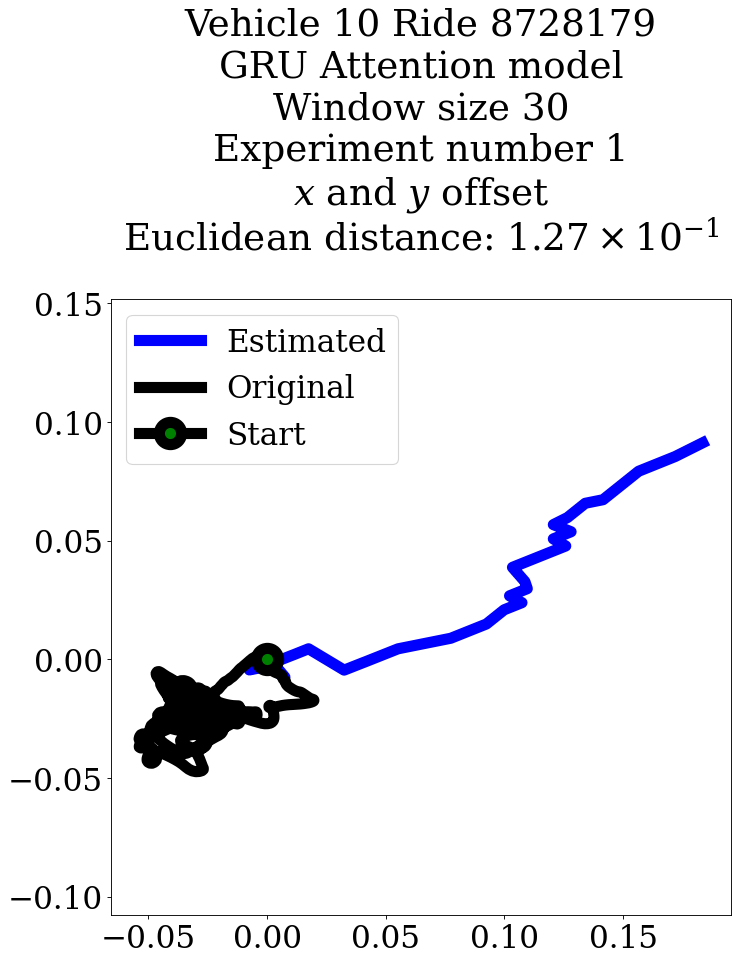 Vehicle 10 Ride 8728179
GRU Attention model
Window size 30
Experiment number 1
x and y offset
Euclidean distance: 1.27 × 10⁻¹
Estimated
Original
Start
0.15
0.10
0.05
0.00
−0.05
−0.10
−0.05 0.00 0.05 0.10 0.15